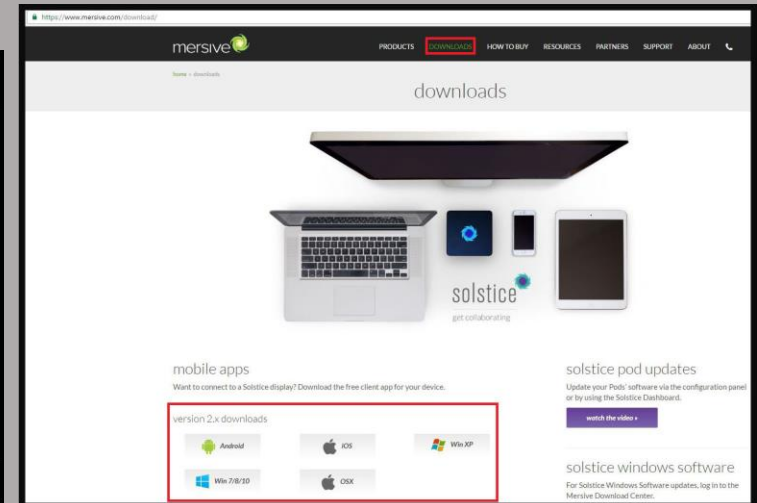 https://www.mersive.com/download/
mersive
PRODUCTS DOWNLOADS HOW TO BUY RESOURCES PARTNERS SUPPORT ABOUT
home > downloads
downloads
solstice
get collaborating
mobile apps
Want to connect to a Solstice display? Download the free client app for your device.
version 2.x downloads
Android
iOS
Win XP
Win 7/8/10
OSX
solstice pod updates
Update your Pods' software via the configuration panel
or by using the Solstice Dashboard.
watch the video »
solstice windows software
For Solstice Windows Software updates, log in to the
Mersive Download Center.